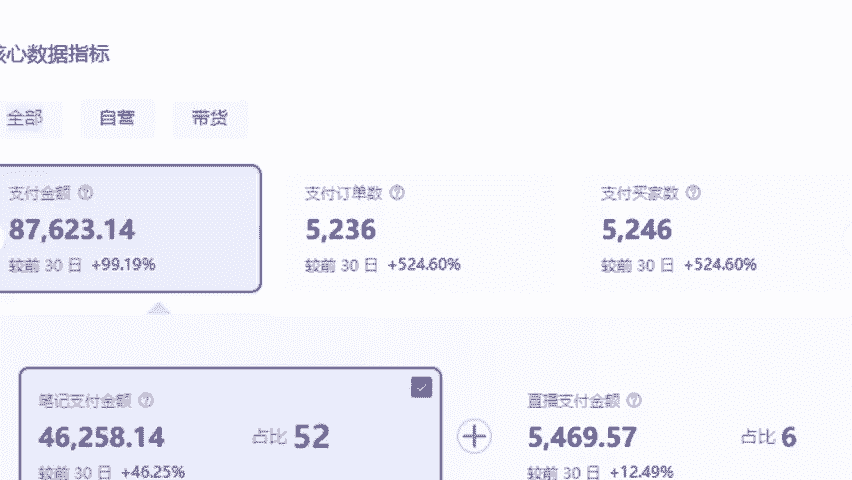 核心数据指标
全部 自营 带货
支付金额 支付订单数 支付买家数
87,623.14 5,236 5,246
较前 30 日 +99.19% 较前 30 日 +524.60% 较前 30 日 +524.60%
笔记支付金额 直播支付金额
46,258.14 占比 52 5,469.57 占比 6
较前 30 日 +46.25% 较前 30 日 +12.49%